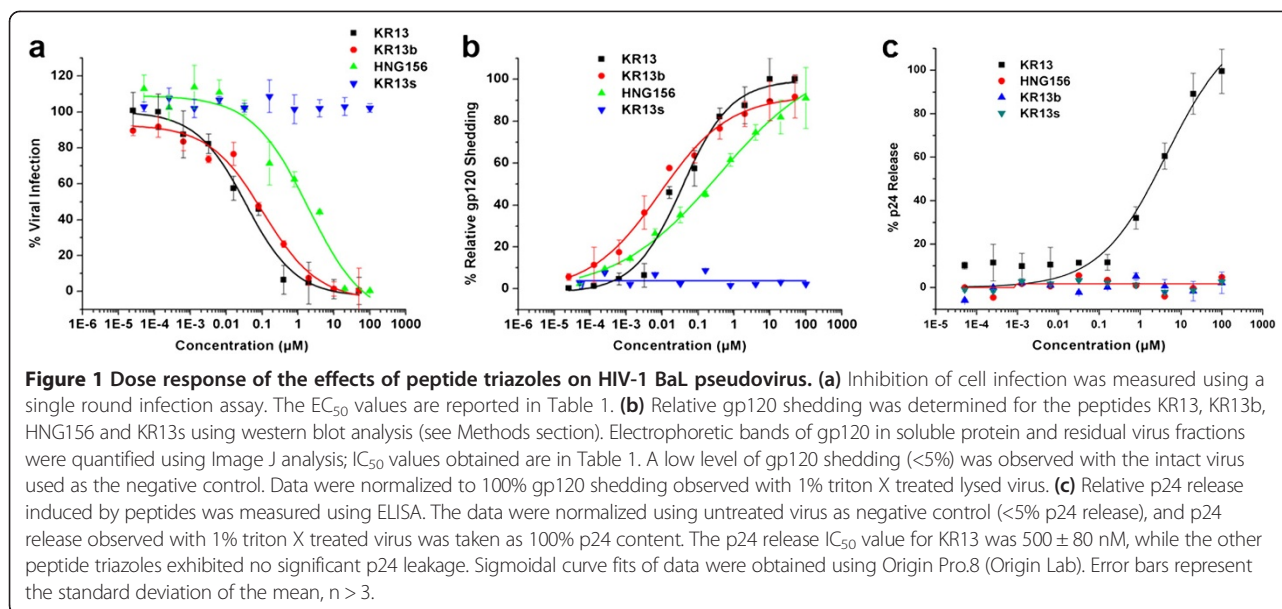 a
KR13
KR13b
HNG156
KR13s
120
100
80
60
40
20
0
% Viral Infection
1E-6 1E-5 1E-4 1E-3 0.01 0.1 1 10 100 1000
Concentration (µM)
b
KR13
KR13b
HNG156
KR13s
100
80
60
40
20
0
% Relative gp120 Shedding
1E-6 1E-5 1E-4 1E-3 0.01 0.1 1 10 100 1000
Concentration (µM)
c
KR13
HNG156
KR13b
KR13s
100
80
60
40
20
0
% p24 Release
1E-5 1E-4 1E-3 0.01 0.1 1 10 100 1000
Concentration (µM)
Figure 1 Dose response of the effects of peptide triazoles on HIV-1 BaL pseudovirus. (a) Inhibition of cell infection was measured using a
single round infection assay. The EC50 values are reported in Table 1. (b) Relative gp120 shedding was determined for the peptides KR13, KR13b,
HNG156 and KR13s using western blot analysis (see Methods section). Electrophoretic bands of gp120 in soluble protein and residual virus fractions
were quantified using Image J analysis; IC50 values obtained are in Table 1. A low level of gp120 shedding (<5%) was observed with the intact virus
used as the negative control. Data were normalized to 100% gp120 shedding observed with 1% triton X treated lysed virus. (c) Relative p24 release
induced by peptides was measured using ELISA. The data were normalized using untreated virus as negative control (<5% p24 release), and p24
release observed with 1% triton X treated virus was taken as 100% p24 content. The p24 release IC50 value for KR13 was 500 ± 80 nM, while the other
peptide triazoles exhibited no significant p24 leakage. Sigmoidal curve fits of data were obtained using Origin Pro.8 (Origin Lab). Error bars represent
the standard deviation of the mean, n > 3.